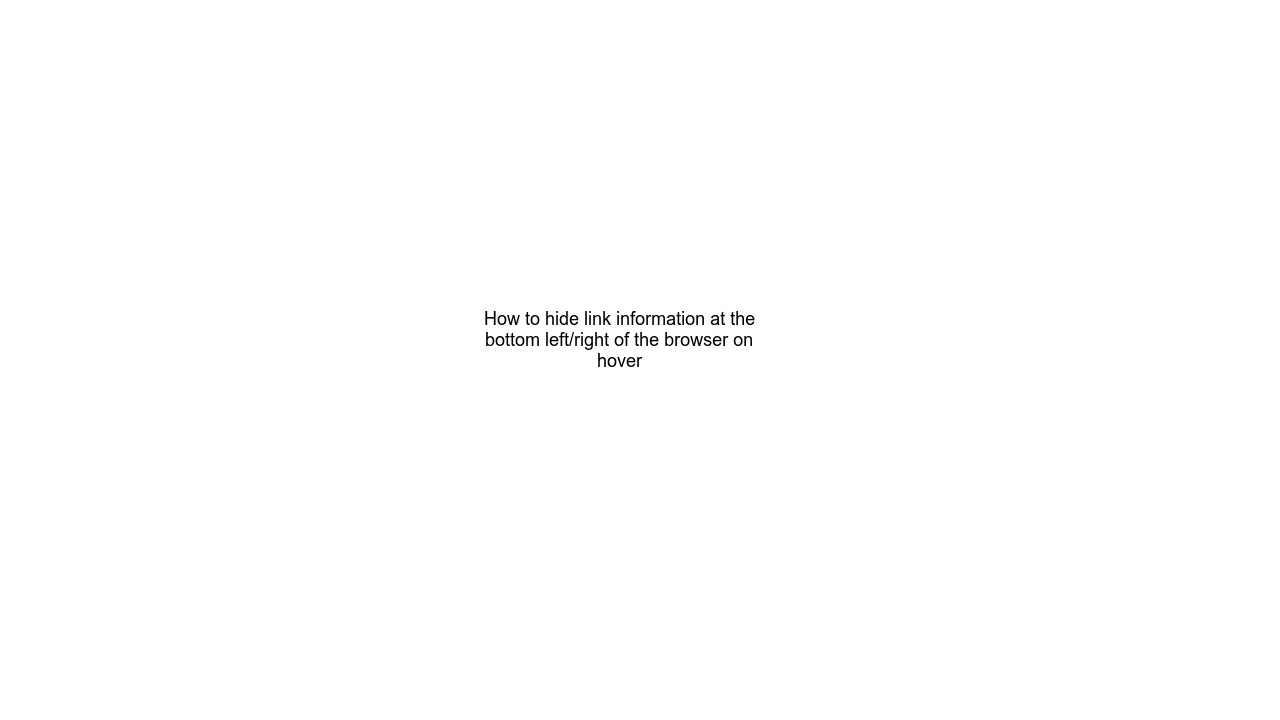 How to hide link information at the
bottom left/right of the browser on
hover